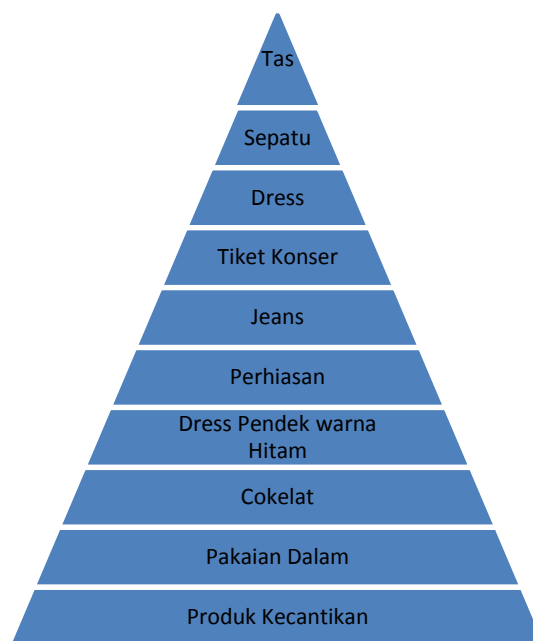 Tas
Sepatu
Dress
Tiket Konser
Jeans
Perhiasan
Dress Pendek warna
Hitam
Cokelat
Pakaian Dalam
Produk Kecantikan